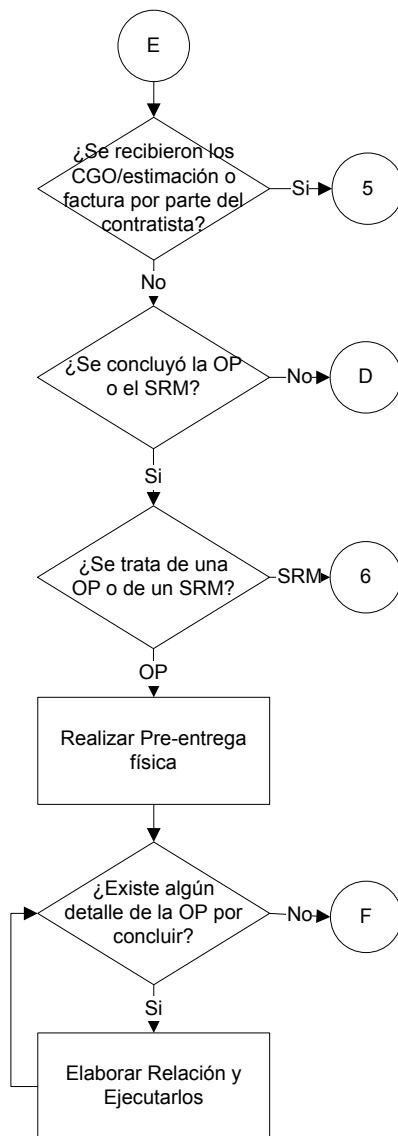 E
¿Se recibieron los
CGO/estimación o
factura por parte del
contratista?
Si
5
No
¿Se concluyó la OP
o el SRM?
No
D
Si
¿Se trata de una
OP o de un SRM?
SRM
6
OP
Realizar Pre-entrega
física
¿Existe algún
detalle de la OP por
concluir?
No
F
Si
Elaborar Relación y
Ejecutarlos